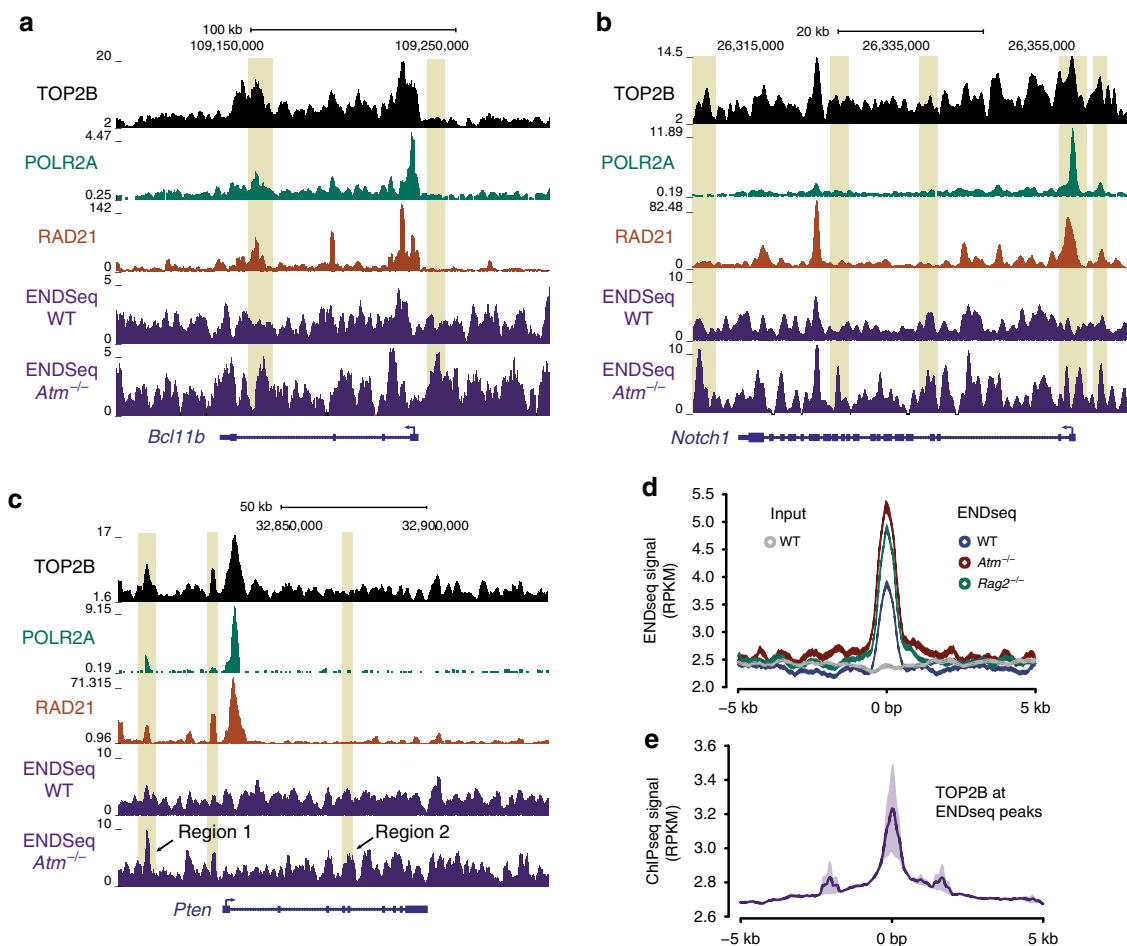 a
100 kb
109,150,000 109,250,000
20
TOP2B
2
4.47
POLR2A
0.25
142
RAD21
0
5
ENDSeq
WT
0
5
ENDSeq
Atm–/–
0
Bcl11b
b
20 kb
26,315,000 26,335,000 26,355,000
14.5
TOP2B
2
11.89
POLR2A
0.19
82.48
RAD21
0
10
ENDSeq
WT
0
10
ENDSeq
Atm–/–
0
Notch1
c
50 kb
32,850,000 32,900,000
17
TOP2B
1.6
9.15
POLR2A
0.19
71.315
RAD21
0.96
10
ENDSeq
WT
0
10
ENDSeq
Atm–/–
0
Region 1
Region 2
Pten
d
ENDseq signal
(RPKM)
5.5
5.0
4.5
4.0
3.5
3.0
2.5
2.5
2.0
Input
WT
ENDseq
WT
Atm–/–
Rag2–/–
–5 kb 0 bp 5 kb
e
ChIPseq signal
(RPKM)
3.6
3.4
3.2
3.0
2.8
2.6
TOP2B at
ENDseq peaks
–5 kb 0 bp 5 kb